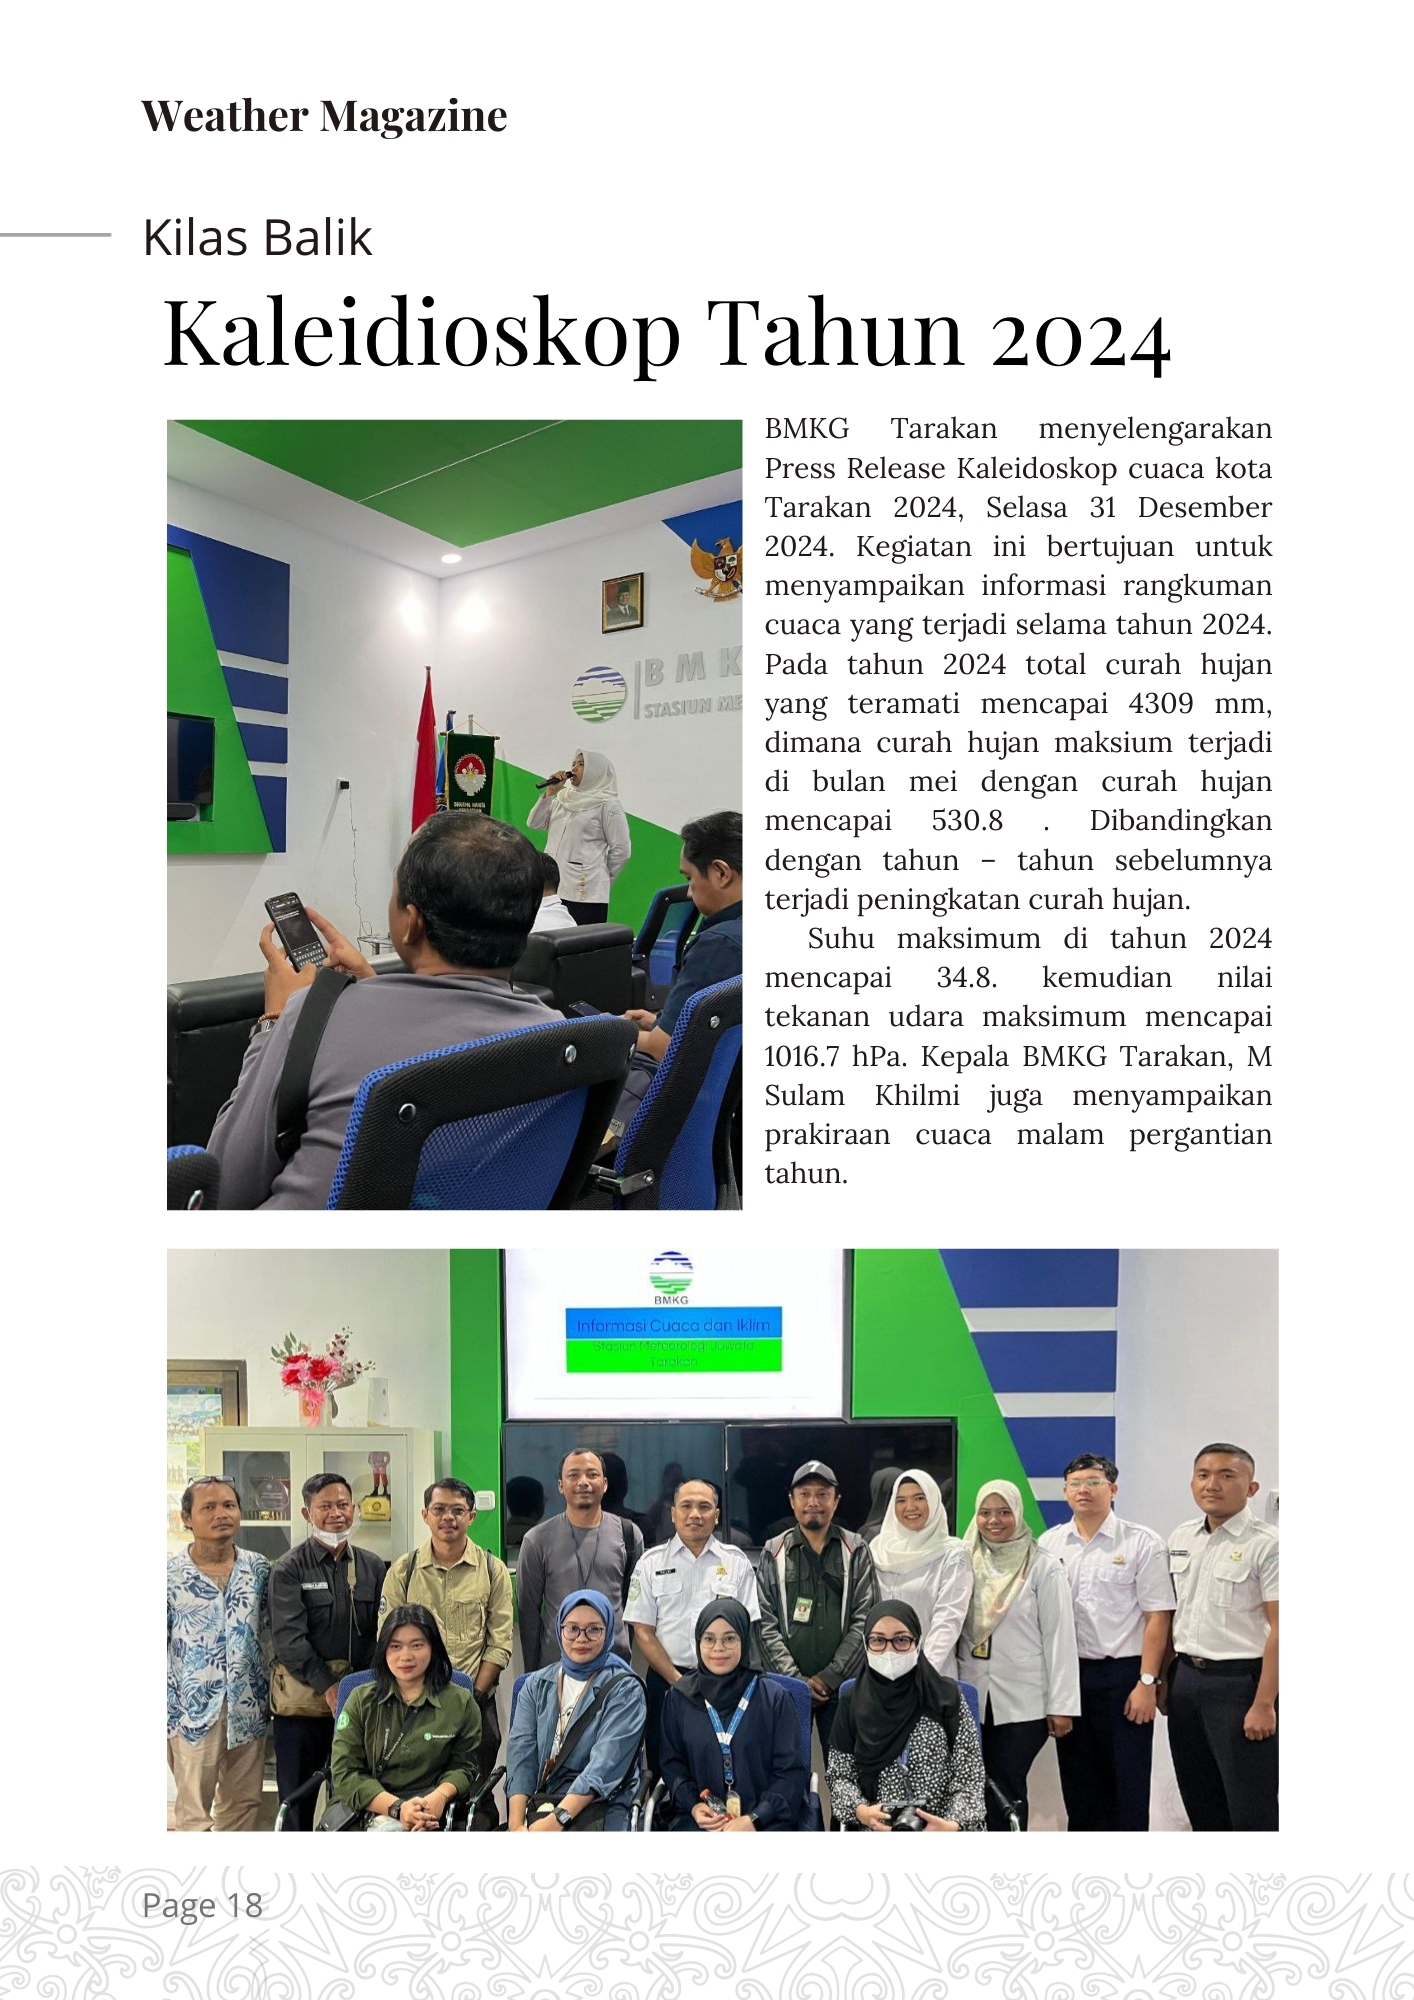 Weather Magazine
Kilas Balik
Kaleidioskop Tahun 2024
BMKG Tarakan menyelengarakan
Press Release Kaleidoskop cuaca kota
Tarakan 2024, Selasa 31 Desember
2024. Kegiatan ini bertujuan untuk
menyampaikan informasi rangkuman
cuaca yang terjadi selama tahun 2024.
Pada tahun 2024 total curah hujan
yang teramati mencapai 4309 mm,
dimana curah hujan maksium terjadi
di bulan mei dengan curah hujan
mencapai 530.8 . Dibandingkan
dengan tahun – tahun sebelumnya
terjadi peningkatan curah hujan.
Suhu maksimum di tahun 2024
mencapai 34.8. kemudian nilai
tekanan udara maksimum mencapai
1016.7 hPa. Kepala BMKG Tarakan, M
Sulam Khilmi juga menyampaikan
prakiraan cuaca malam pergantian
tahun.
BMK
STASIUN ME
BMKG
Informasi Cuaca dan Iklim
Stasiun Meteorologi Juwata
Tarakan
Page 18